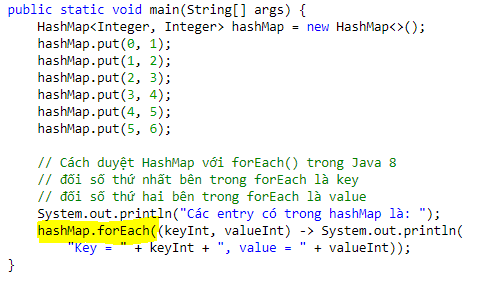 public static void main(String[] args) {
    HashMap<Integer, Integer> hashMap = new HashMap<>();
    hashMap.put(0, 1);
    hashMap.put(1, 2);
    hashMap.put(2, 3);
    hashMap.put(3, 4);
    hashMap.put(4, 5);
    hashMap.put(5, 6);

    // Cách duyệt HashMap với forEach() trong Java 8
    // đối số thứ nhất bên trong forEach là key
    // đối số thứ hai bên trong forEach là value
    System.out.println("Các entry có trong hashMap là: ");
    hashMap.forEach((keyInt, valueInt) -> System.out.println(
        "Key = " + keyInt + ", value = " + valueInt));
}